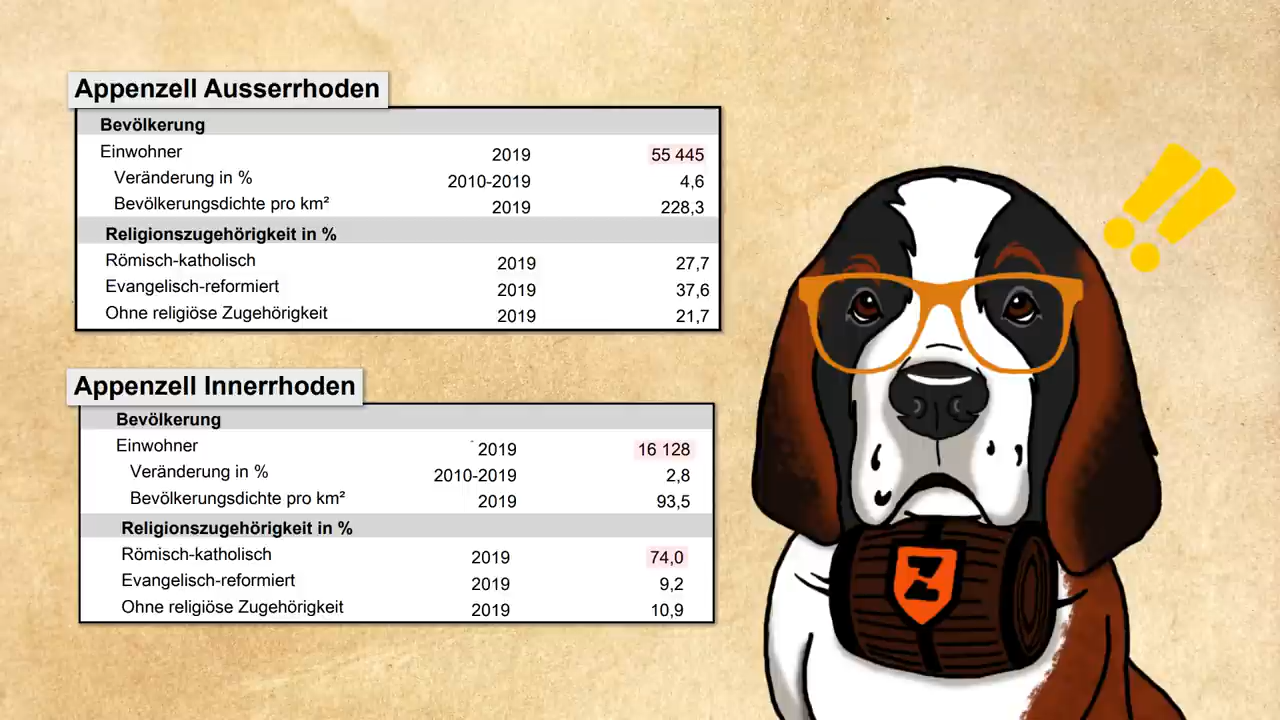 Appenzell Ausserrhoden
Bevölkerung
Einwohner 2019 55 445
Veränderung in % 2010-2019 4,6
Bevölkerungsdichte pro km² 2019 228,3
Religionszugehörigkeit in %
Römisch-katholisch 2019 27,7
Evangelisch-reformiert 2019 37,6
Ohne religiöse Zugehörigkeit 2019 21,7
Appenzell Innerrhoden
Bevölkerung
Einwohner 2019 16 128
Veränderung in % 2010-2019 2,8
Bevölkerungsdichte pro km² 2019 93,5
Religionszugehörigkeit in %
Römisch-katholisch 2019 74,0
Evangelisch-reformiert 2019 9,2
Ohne religiöse Zugehörigkeit 2019 10,9
!!
Z